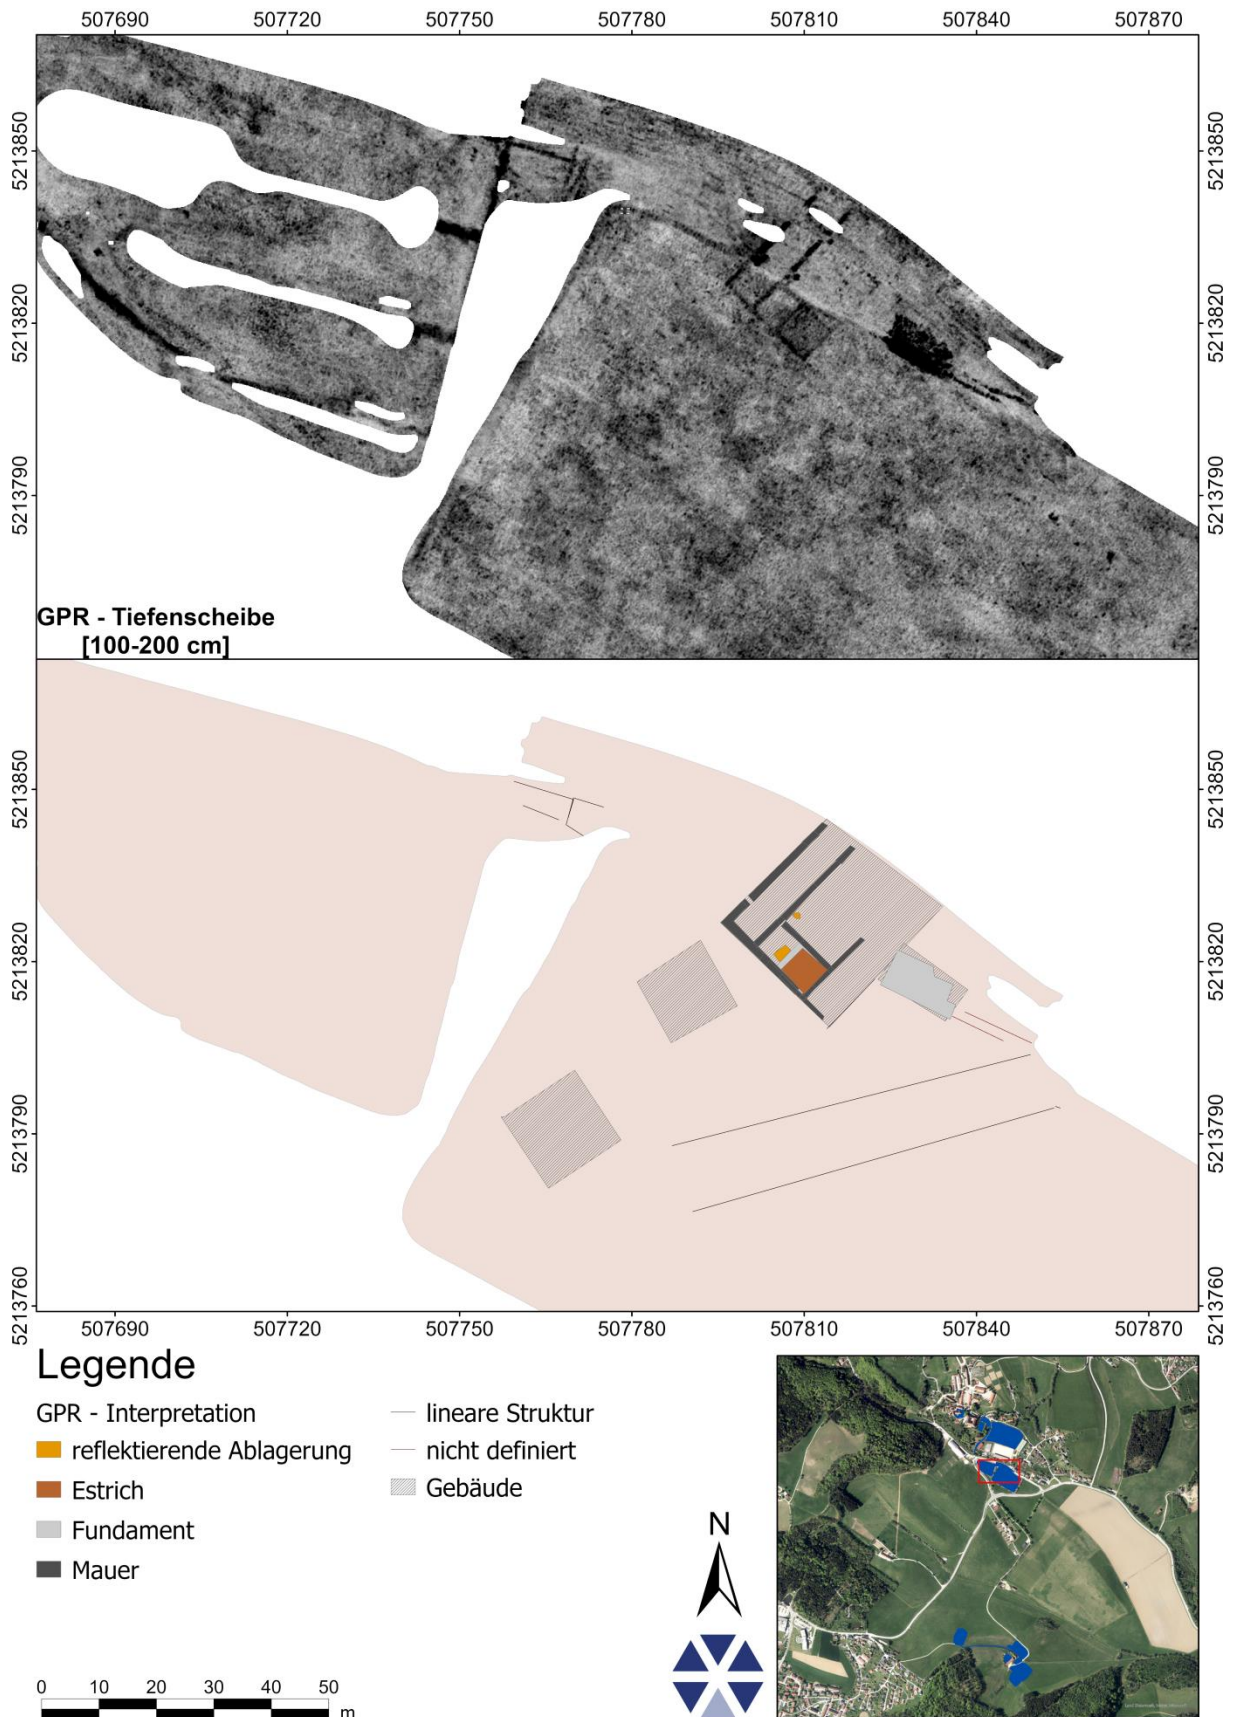 507690 507720 507750 507780 507810 507840 507870
5213850 5213850
5213820 5213820
5213790 5213790
GPR - Tiefenscheibe
[100-200 cm]
5213850 5213850
5213820 5213820
5213790 5213790
5213760 5213760
507690 507720 507750 507780 507810 507840 507870
Legende
GPR - Interpretation
reflektierende Ablagerung
Estrich
Fundament
Mauer
lineare Struktur
nicht definiert
Gebäude
N
0 10 20 30 40 50
m